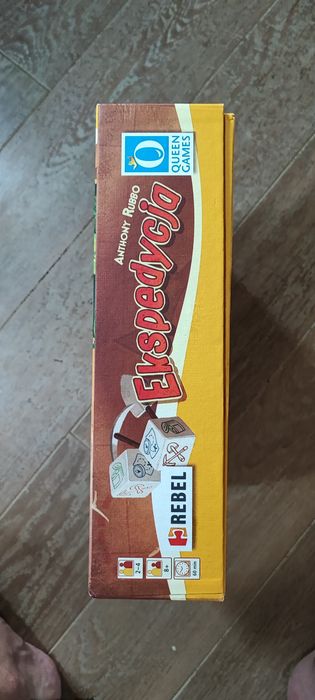 ANTHONY RUBBO
Ekspedycja
QUEEN
GAMES
REBEL
2-4
8+
60 min